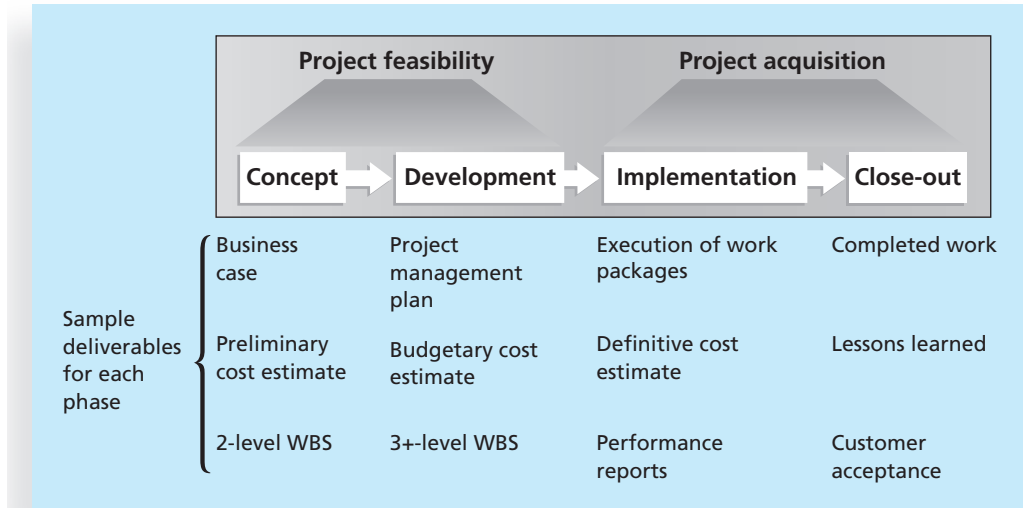 Project feasibility
Project acquisition
Concept
Development
Implementation
Close-out
Sample
deliverables
for each
phase
Business
case
Project
management
plan
Execution of work
packages
Completed work
Preliminary
cost estimate
Budgetary cost
estimate
Definitive cost
estimate
Lessons learned
2-level WBS
3+-level WBS
Performance
reports
Customer
acceptance